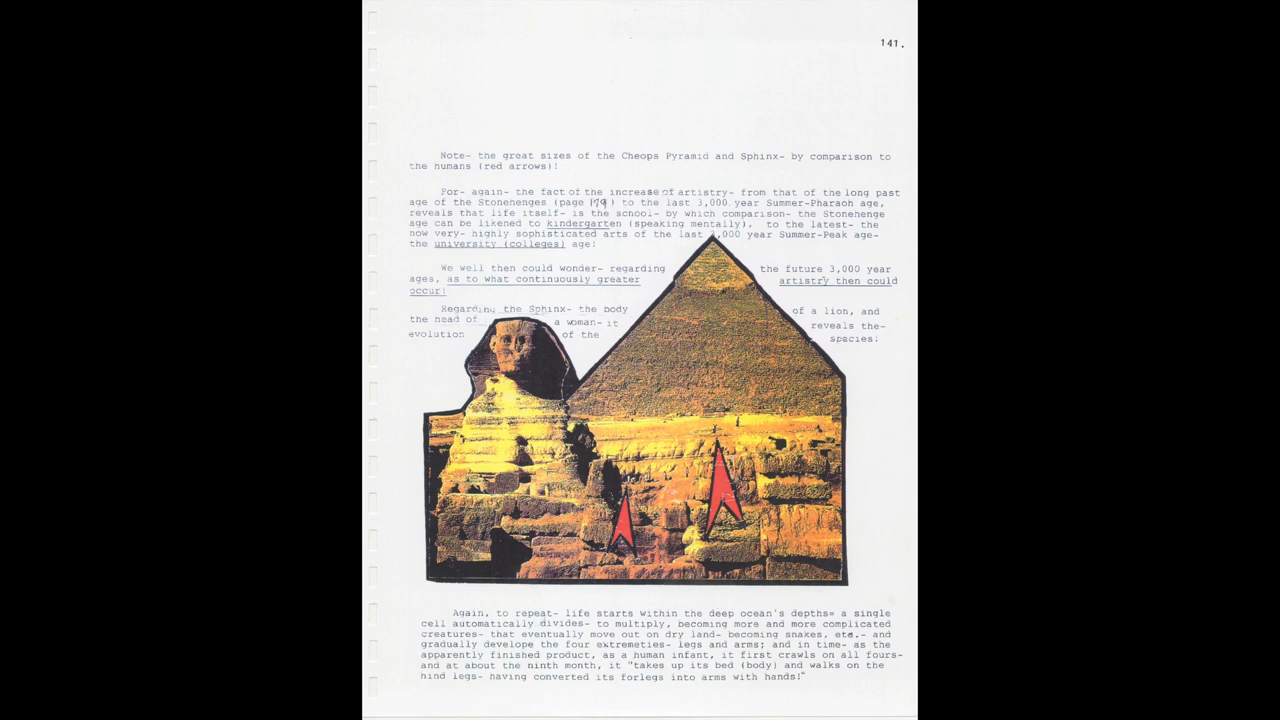 141.
Note- the great sizes of the Cheops Pyramid and Sphinx- by comparison to
the humans (red arrows)!
For- again- the fact of the increase of artistry- from that of the long past
age of the Stonehenges (page 179) to the last 3,000 year Summer-Pharaoh age,
reveals that life itself- is the school- by which comparison- the Stonehenge
age can be likened to kindergarten (speaking mentally), to the latest- the
now very- highly sophisticated arts of the last 3,000 year Summer-Peak age-
the university (colleges) age!
We well then could wonder- regarding the future 3,000 year
ages, as to what continuously greater artistry then could
occur!
Regarding the Sphinx- the body of a lion, and
the head of a woman- it reveals the-
evolution of the species!
Again, to repeat- life starts within the deep ocean's depths= a single
cell automatically divides- to multiply, becoming more and more complicated
creatures- that eventually move out on dry land- becoming snakes, etc.- and
gradually develope the four extremeties- legs and arms; and in time- as the
apparently finished product, as a human infant, it first crawls on all fours-
and at about the ninth month, it "takes up its bed (body) and walks on the
hind legs- having converted its forlegs into arms with hands!"